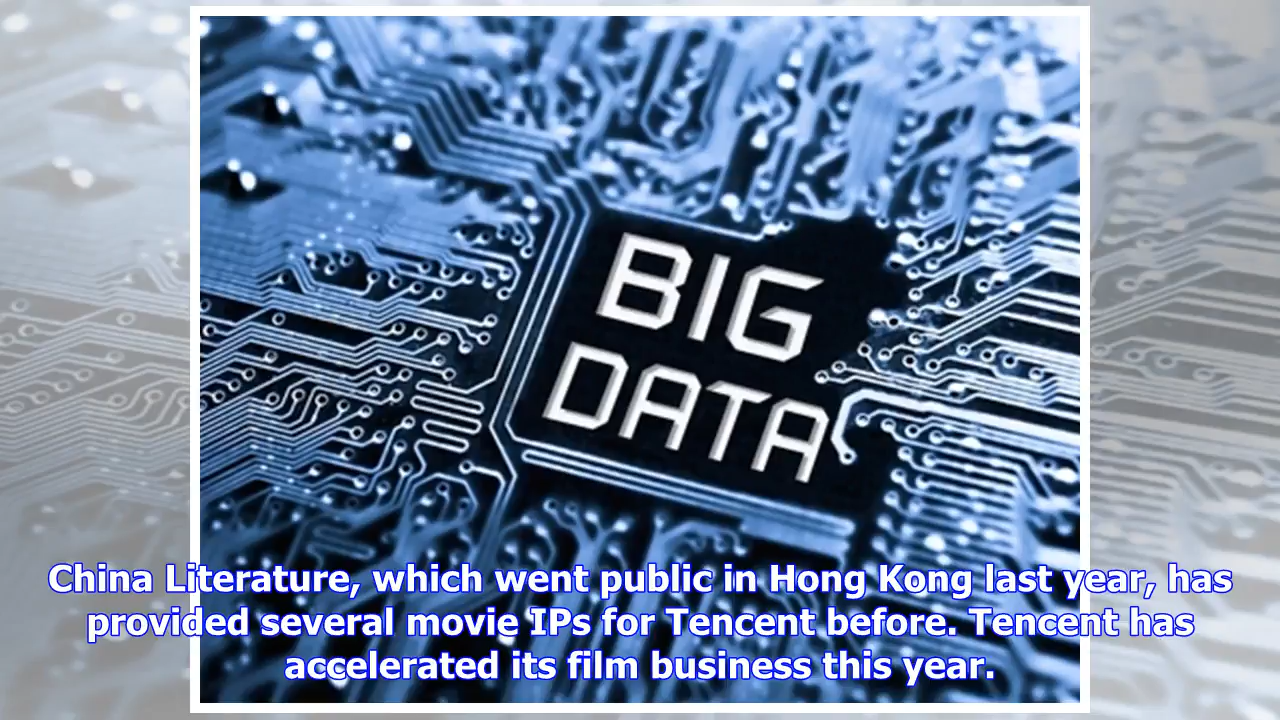 BIG
DATA
China Literature, which went public in Hong Kong last year, has
provided several movie IPs for Tencent before. Tencent has
accelerated its film business this year.